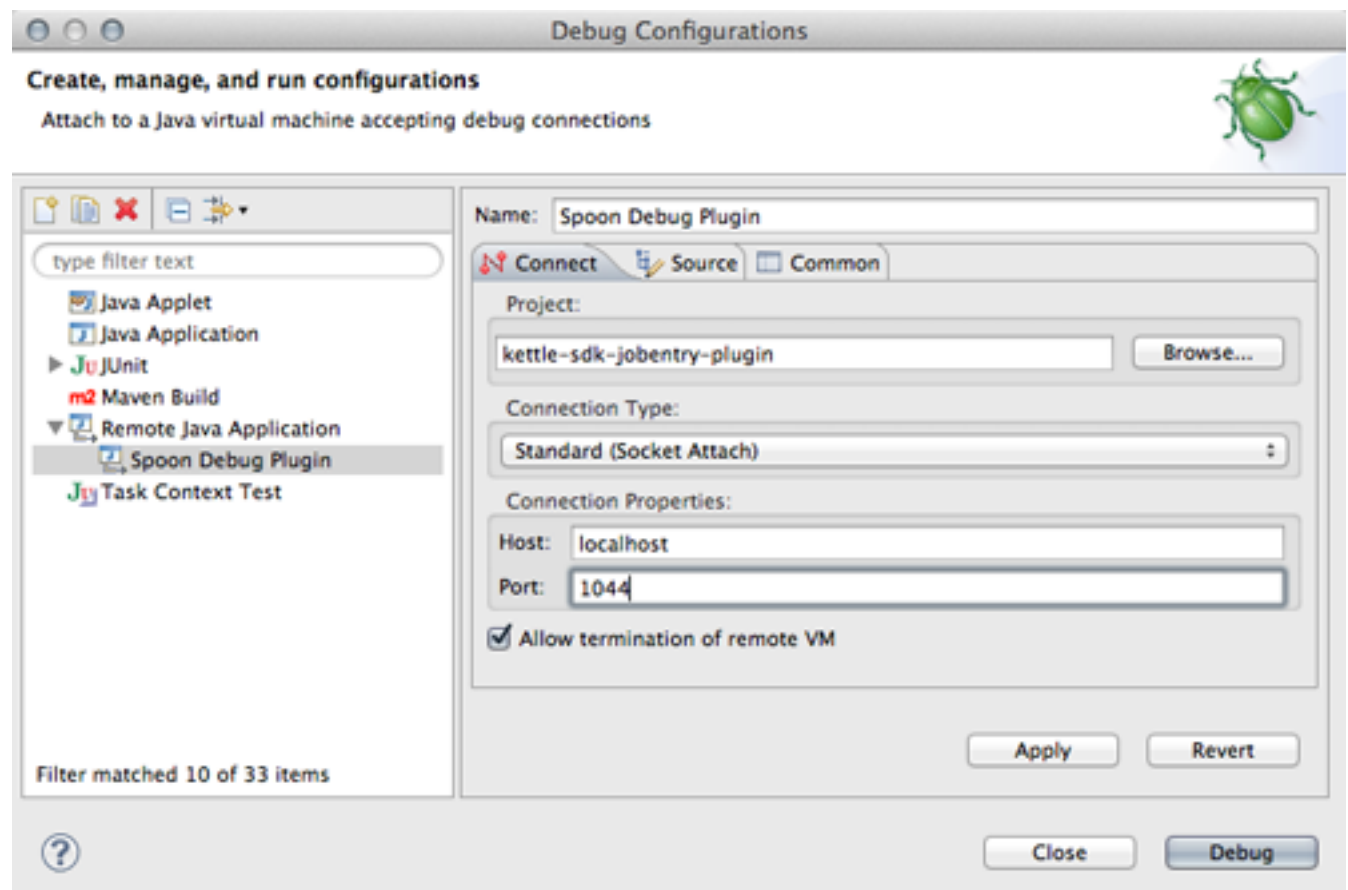 Debug Configurations
Create, manage, and run configurations
Attach to a Java virtual machine accepting debug connections
type filter text
Java Applet
Java Application
JUnit
Maven Build
Remote Java Application
Spoon Debug Plugin
Task Context Test
Filter matched 10 of 33 items
Name: Spoon Debug Plugin
Connect Source Common
Project:
kettle-sdk-jobentry-plugin Browse...
Connection Type:
Standard (Socket Attach)
Connection Properties:
Host: localhost
Port: 1044
Allow termination of remote VM
Apply Revert
? Close Debug